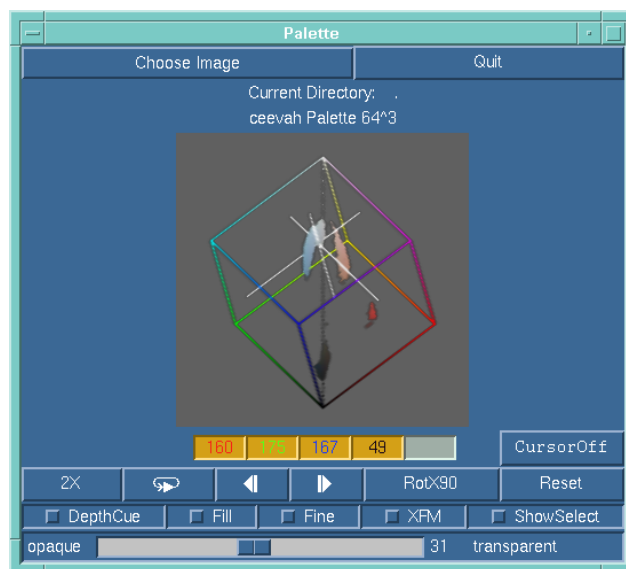 Palette
Choose Image Quit
Current Directory: .
ceevah Palette 64^3
160 175 167 49 CursorOff
2X RotX90 Reset
DepthCue Fill Fine XFM ShowSelect
opaque 31 transparent